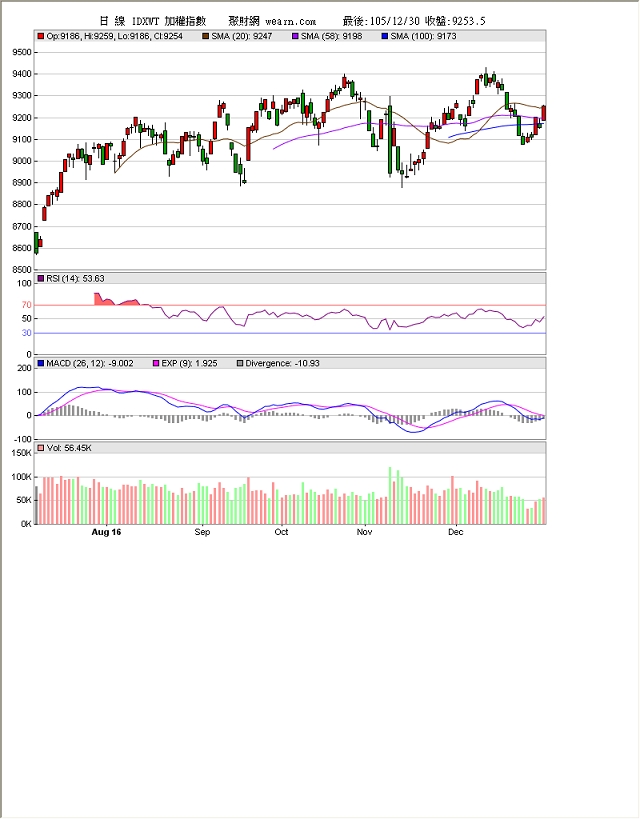 日 線 IDXWT 加權指數 聚財網 wearn.com 最後:105/12/30 收盤:9253.5
Op:9186, Hi:9259, Lo:9186, Cl:9254 SMA (20): 9247 SMA (58): 9198 SMA (100): 9173
9500
9400
9300
9200
9100
9000
8900
8800
8700
8600
8500
RSI (14): 53.63
100
70
50
30
0
MACD (26, 12): -9.002 EXP (9): 1.925 Divergence: -10.93
200
100
0
-100
Vol: 56.45K
150K
100K
50K
0K
Aug 16 Sep Oct Nov Dec